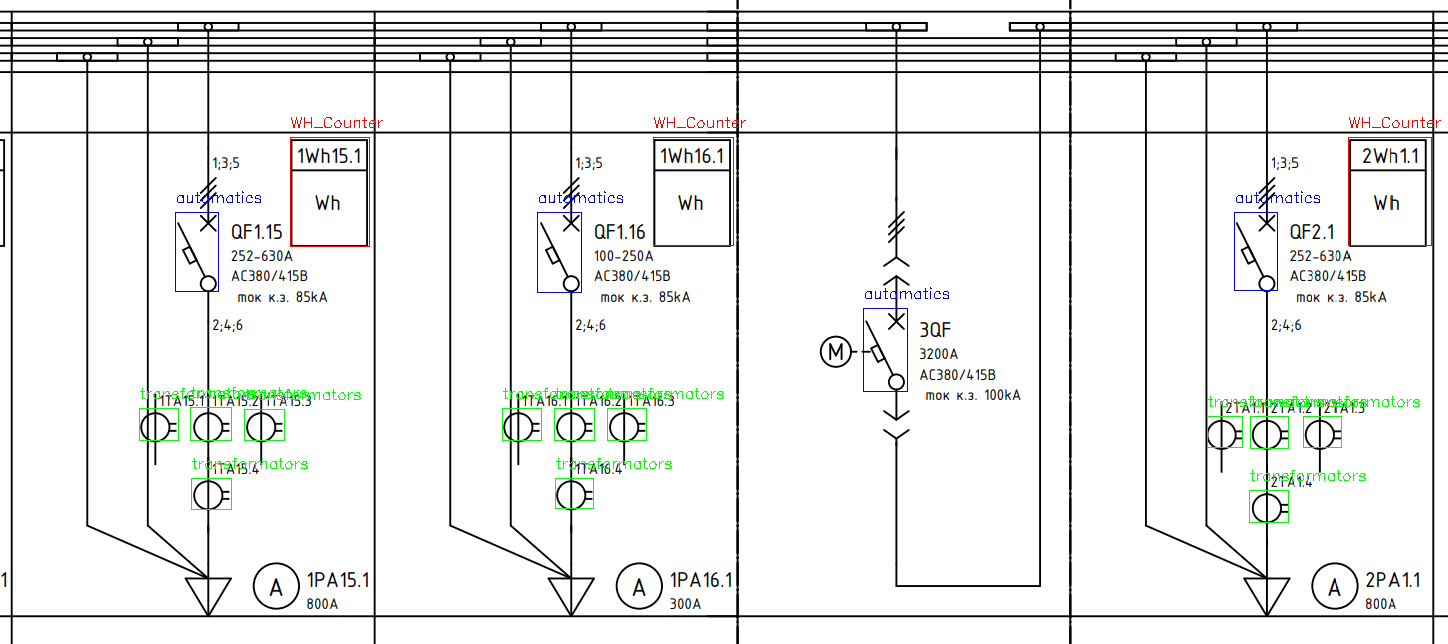 WH_Counter
1Wh15.1
Wh
1;3;5
automatics
QF1.15
252-630A
AC380/415В
ток к.з. 85kA
2;4;6
transformators
transformators
transformators
1TA15.1
1TA15.2
1TA15.3
transformators
1TA15.4
A
1PA15.1
800A
.1
WH_Counter
1Wh16.1
Wh
1;3;5
automatics
QF1.16
100-250A
AC380/415В
ток к.з. 85kA
2;4;6
transformators
transformators
transformators
1TA16.1
1TA16.2
1TA16.3
transformators
1TA16.4
A
1PA16.1
300A
automatics
M
3QF
3200A
AC380/415В
ток к.з. 100kA
WH_Counter
2Wh1.1
Wh
1;3;5
automatics
QF2.1
252-630A
AC380/415В
ток к.з. 85kA
2;4;6
transformators
transformators
transformators
2TA1.1
2TA1.2
2TA1.3
transformators
2TA1.4
A
2PA1.1
800A